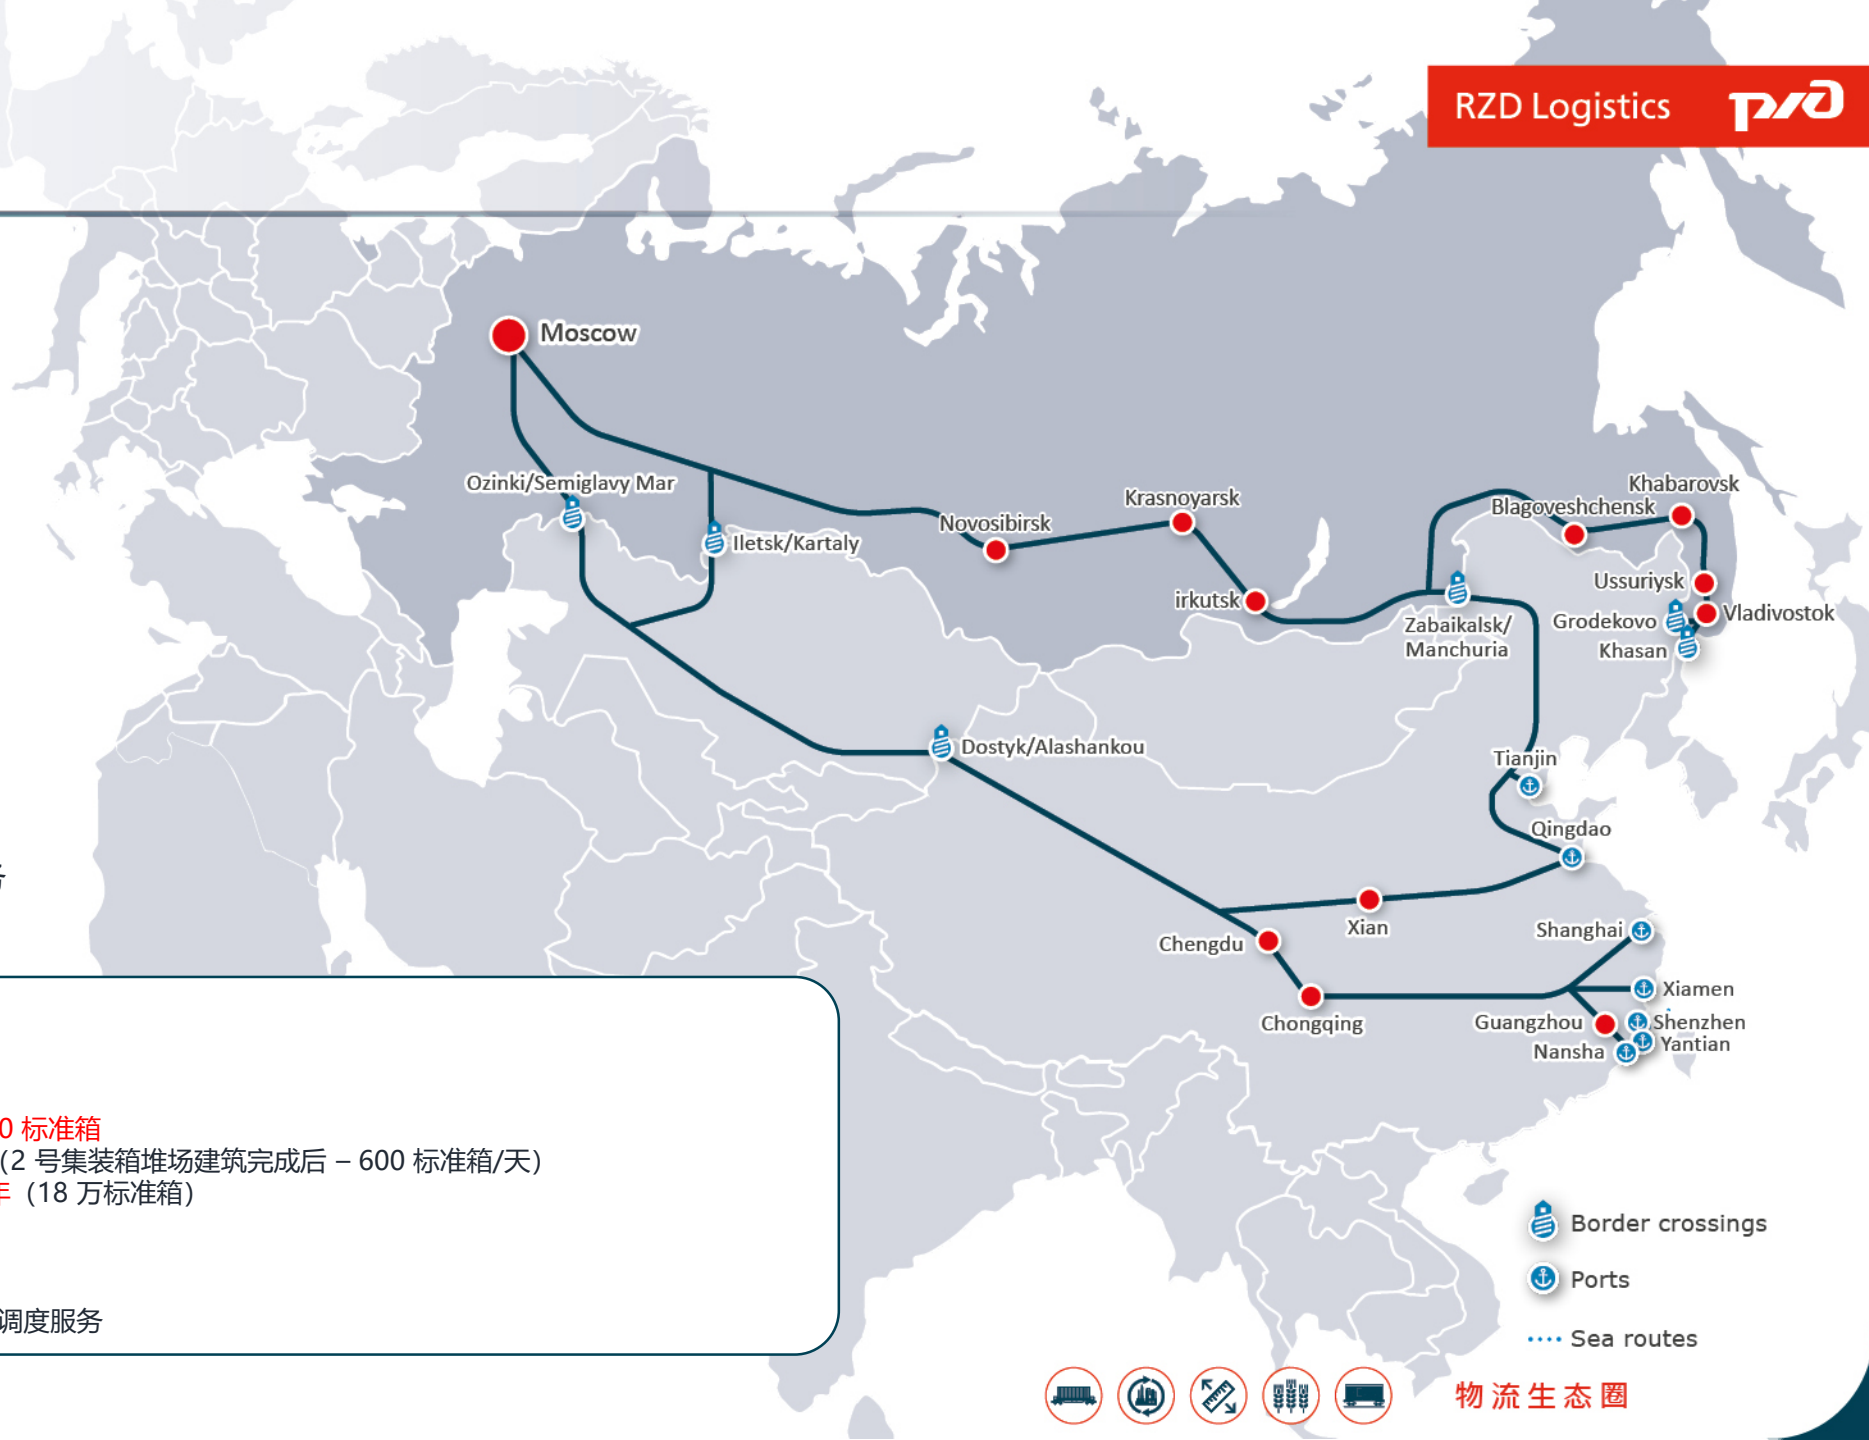 RZD Logistics
Moscow
Ozinki/Semiglavy Mar
Iletsk/Kartaly
Novosibirsk
Krasnoyarsk
irkutsk
Khabarovsk
Blagoveshchensk
Ussuriysk
Grodekovo
Vladivostok
Khasan
Zabaikalsk/
Manchuria
Dostyk/Alashankou
Tianjin
Qingdao
Xian
Chengdu
Shanghai
Chongqing
Xiamen
Guangzhou
Shenzhen
Nansha
Yantian
务
0 标准箱
(2 号集装箱堆场建筑完成后 – 600 标准箱/天)
年 (18 万标准箱)
调度服务
Border crossings
Ports
Sea routes
物流生态圈